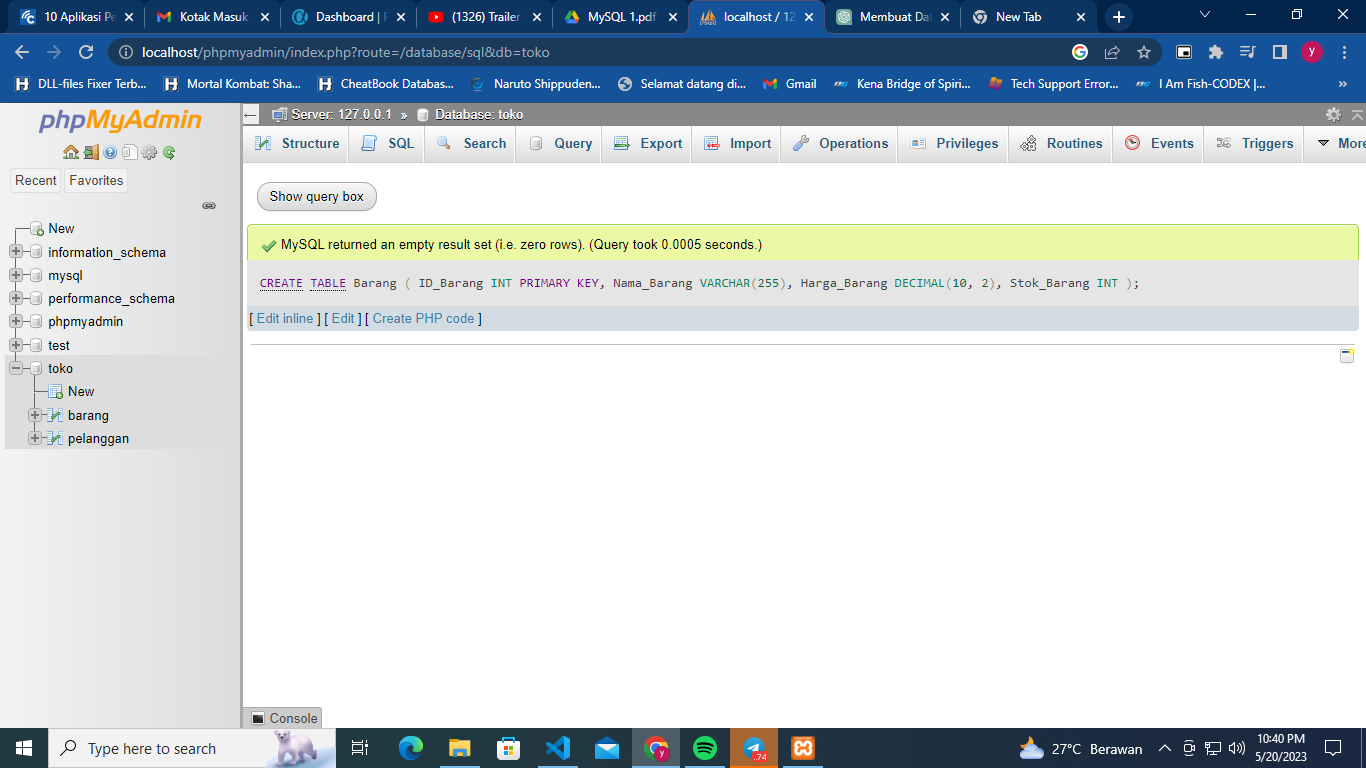 10 Aplikasi Pe
Kotak Masuk
Dashboard |
(1326) Trailer
MySQL 1.pdf
localhost / 12
Membuat Dat
New Tab
localhost/phpmyadmin/index.php?route=/database/sql&db=toko
y
DLL-files Fixer Terb...
Mortal Kombat: Sha...
CheatBook Databas...
Naruto Shippuden...
Selamat datang di...
Gmail
Kena Bridge of Spiri...
Tech Support Error...
I Am Fish-CODEX |...
»
phpMyAdmin
Recent
Favorites
New
information_schema
mysql
performance_schema
phpmyadmin
test
toko
New
barang
pelanggan
Server: 127.0.0.1 » Database: toko
Structure
SQL
Search
Query
Export
Import
Operations
Privileges
Routines
Events
Triggers
More
Show query box
MySQL returned an empty result set (i.e. zero rows). (Query took 0.0005 seconds.)
CREATE TABLE Barang ( ID_Barang INT PRIMARY KEY, Nama_Barang VARCHAR(255), Harga_Barang DECIMAL(10, 2), Stok_Barang INT );
[ Edit inline ] [ Edit ] [ Create PHP code ]
Console
Type here to search
y
74
27°C Berawan
10:40 PM
5/20/2023